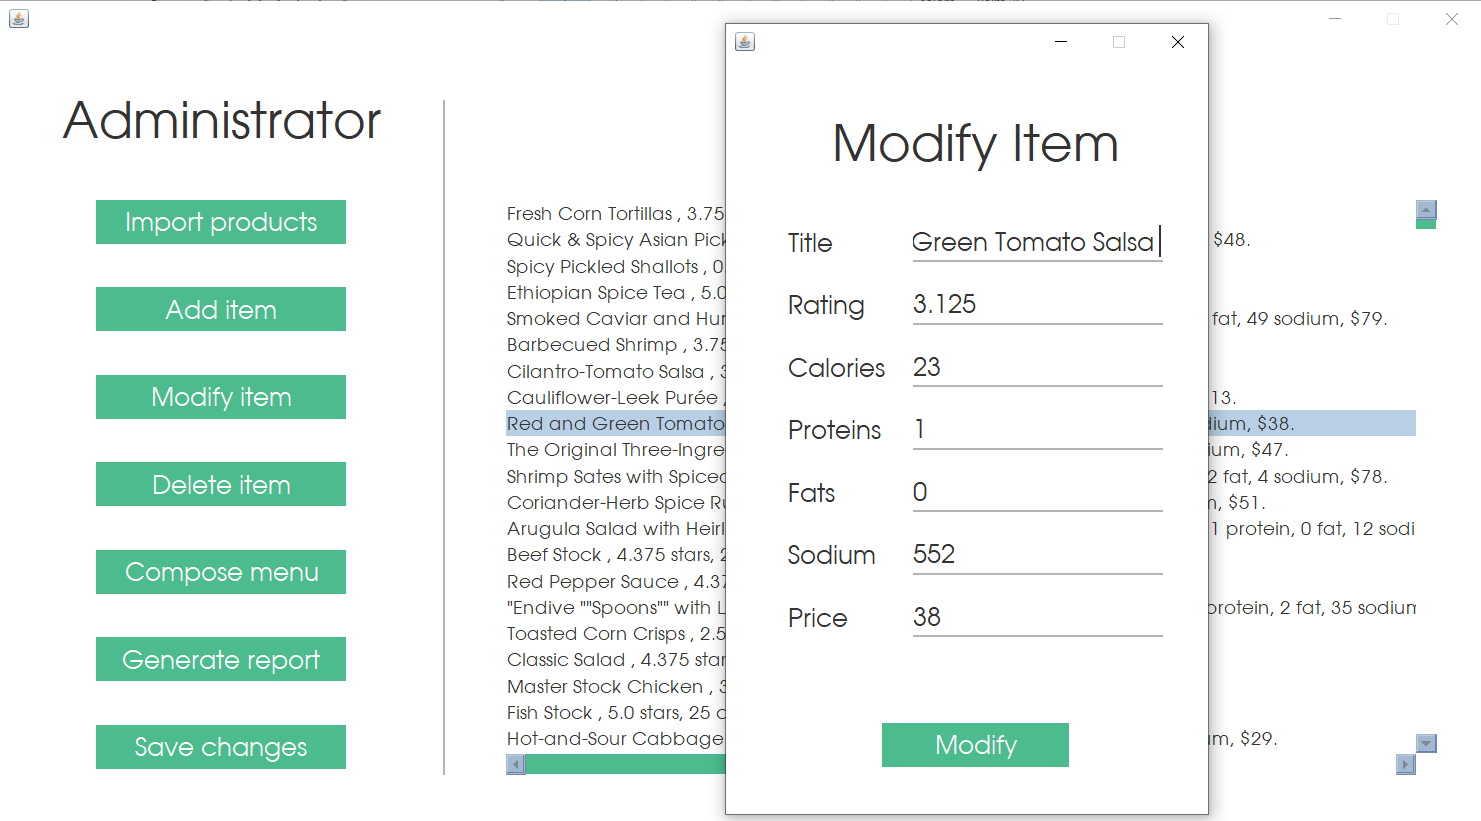 Administrator
Import products
Add item
Modify item
Delete item
Compose menu
Generate report
Save changes
Fresh Corn Tortillas , 3.75
Quick & Spicy Asian Pick
$48.
Spicy Pickled Shallots , 0
Ethiopian Spice Tea , 5.0
Smoked Caviar and Hu
fat, 49 sodium, $79.
Barbecued Shrimp , 3.75
Cilantro-Tomato Salsa , 3
Cauliflower-Leek Purée ,
13.
Red and Green Tomato
dium, $38.
The Original Three-Ingre
ium, $47.
Shrimp Sates with Spiced
2 fat, 4 sodium, $78.
Coriander-Herb Spice Ru
$51.
Arugula Salad with Heirl
1 protein, 0 fat, 12 sodi
Beef Stock , 4.375 stars, 2
Red Pepper Sauce , 4.37
"Endive ""Spoons"" with L
protein, 2 fat, 35 sodium
Toasted Corn Crisps , 2.5
Classic Salad , 4.375 star
Master Stock Chicken , 3
Fish Stock , 5.0 stars, 25 c
Hot-and-Sour Cabbage
um, $29.
Modify Item
Title Green Tomato Salsa
Rating 3.125
Calories 23
Proteins 1
Fats 0
Sodium 552
Price 38
Modify